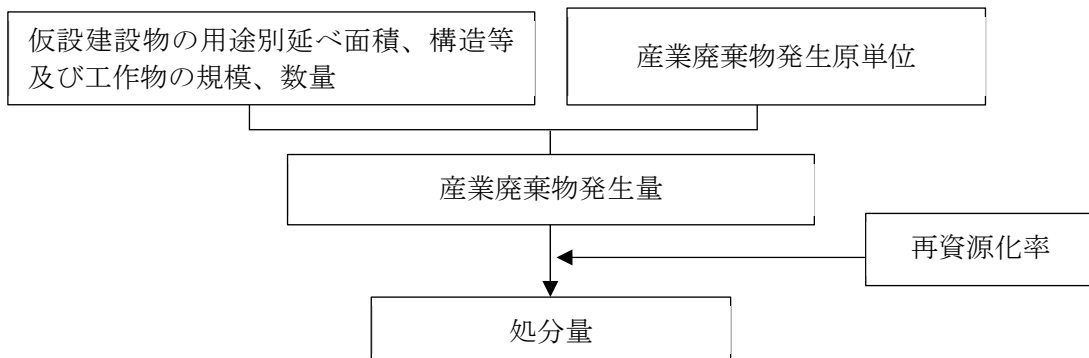 仮設建設物の用途別延べ面積、構造等
及び工作物の規模、数量
産業廃棄物発生原単位
産業廃棄物発生量
再資源化率
処分量